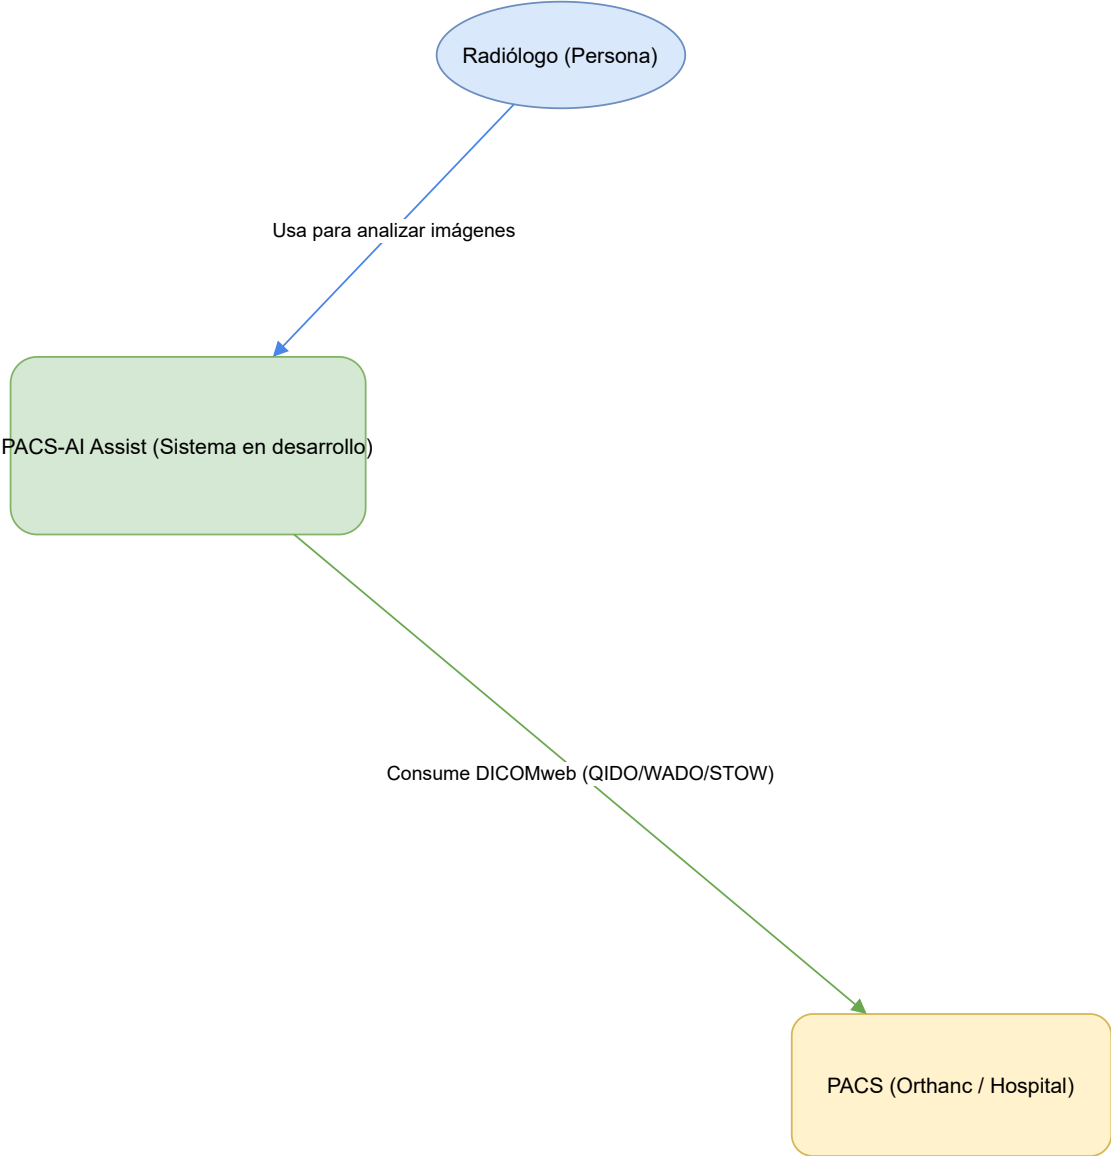 Radiólogo (Persona)
Usa para analizar imágenes
PACS-AI Assist (Sistema en desarrollo)
Consume DICOMweb (QIDO/WADO/STOW)
PACS (Orthanc / Hospital)